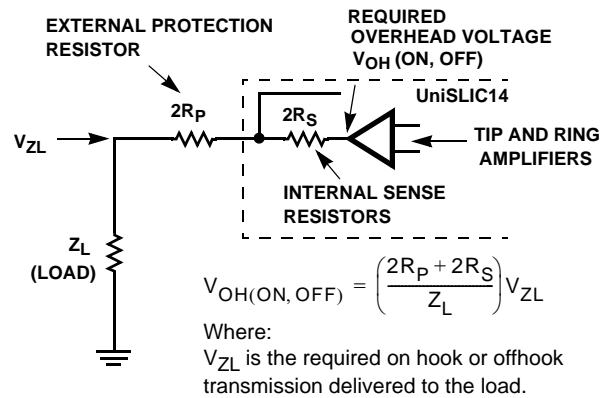 EXTERNAL PROTECTION
RESISTOR
REQUIRED
OVERHEAD VOLTAGE
VOH (ON, OFF)
UniSLIC14
2RP
2RS
VZL
TIP AND RING
AMPLIFIERS
INTERNAL SENSE
RESISTORS
ZL
(LOAD)
VOH(ON, OFF) = ((2RP + 2RS)/ZL) VZL
Where:
VZL is the required on hook or offhook
transmission delivered to the load.